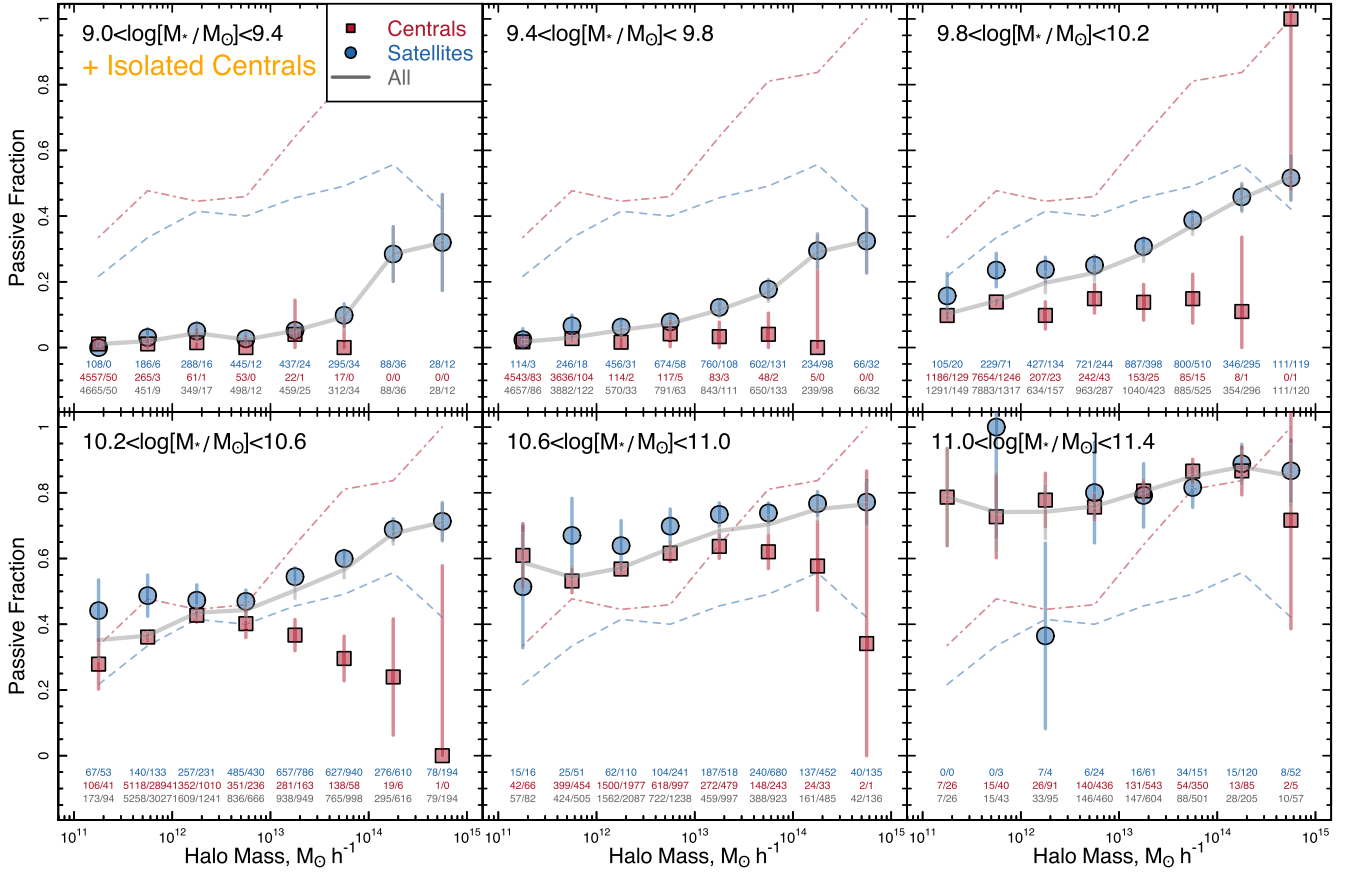 9.0<log[M*/M⊙]<9.4
+ Isolated Centrals
Centrals
Satellites
All
9.4<log[M*/M⊙]< 9.8
9.8<log[M*/M⊙]<10.2
Passive Fraction
0 0.2 0.4 0.6 0.8 1
108/0 186/6 288/16 445/12 437/24 295/34 88/36 28/12
4557/50 265/3 61/1 53/0 22/1 17/0 0/0 0/0
4665/50 451/9 349/17 498/12 459/25 312/34 88/36 28/12
114/3 246/18 456/31 674/58 760/108 602/131 234/98 66/32
4543/83 3636/104 114/2 117/5 83/3 48/2 5/0 0/0
4657/86 3882/122 570/33 791/63 843/111 650/133 239/98 66/32
105/20 229/71 427/134 721/244 887/398 800/510 346/295 111/119
1186/129 7654/1246 207/23 242/43 153/25 85/15 8/1 0/1
1291/149 7883/1317 634/157 963/287 1040/423 885/525 354/296 111/120
10.2<log[M*/M⊙]<10.6
10.6<log[M*/M⊙]<11.0
11.0<log[M*/M⊙]<11.4
Passive Fraction
0 0.2 0.4 0.6 0.8 1
67/53 140/133 257/231 485/430 657/786 627/940 276/610 78/194
106/41 5118/2894 1352/1010 351/236 281/163 138/58 19/6 1/0
173/94 5258/3027 1609/1241 836/666 938/949 765/998 295/616 79/194
15/16 25/51 62/110 104/241 187/518 240/680 137/452 40/135
42/66 399/454 1500/1977 618/997 272/479 148/243 24/33 2/1
57/82 424/505 1562/2087 722/1238 459/997 388/923 161/485 42/136
0/0 0/3 7/4 6/24 16/61 34/151 15/120 8/52
7/26 15/40 26/91 140/436 131/543 54/350 13/85 2/5
7/26 15/43 33/95 146/460 147/604 88/501 28/205 10/57
10¹¹ 10¹² 10¹³ 10¹⁴ 10¹⁵
10¹¹ 10¹² 10¹³ 10¹⁴
10¹¹ 10¹² 10¹³ 10¹⁴ 10¹⁵
Halo Mass, M⊙ h⁻¹
Halo Mass, M⊙ h⁻¹
Halo Mass, M⊙ h⁻¹